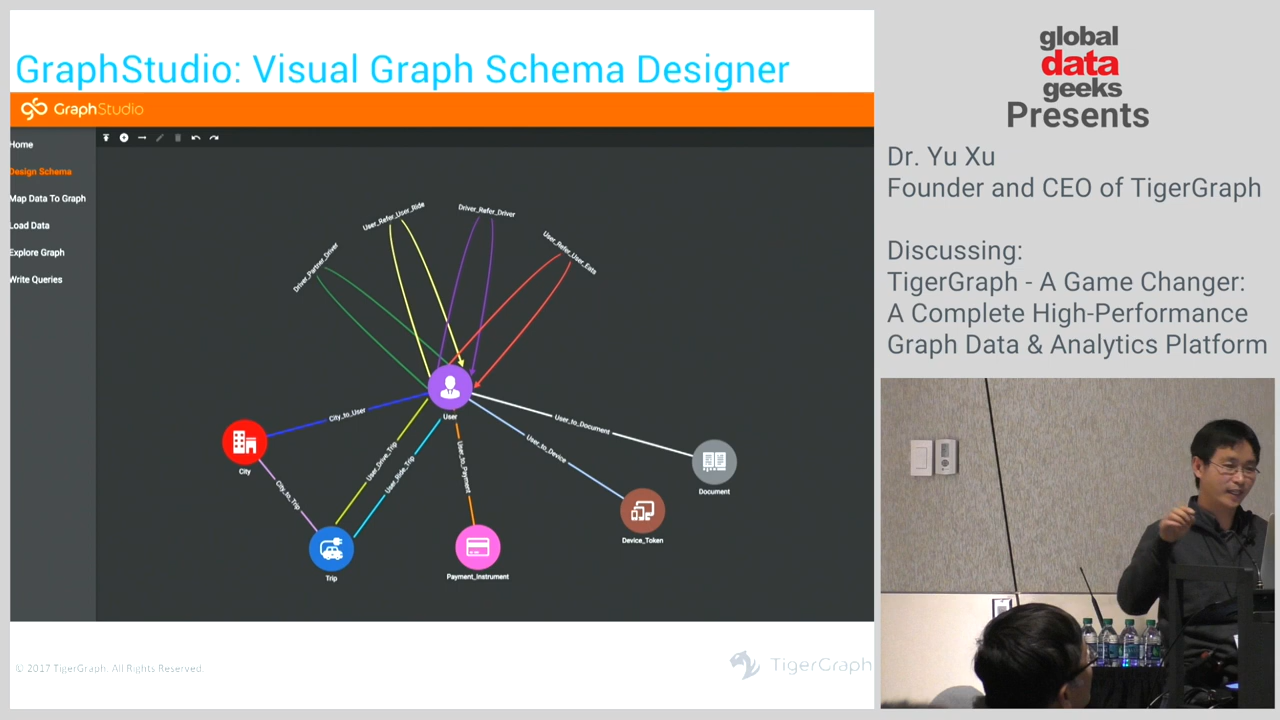 GraphStudio: Visual Graph Schema Designer
GraphStudio
Home
Design Schema
Map Data To Graph
Load Data
Explore Graph
Write Queries
Driver_Partner_Driver
User_Refer_User_Ride
Driver_Refer_Driver
User_Refer_User_Eats
User
City_to_User
User_to_Document
User_Drive_Trip
User_Ride_Trip
User_to_Payment
User_to_Device
City
City_to_Trip
Document
Device_Token
Trip
Payment_Instrument
© 2017 TigerGraph. All Rights Reserved.
TigerGraph
global
data
geeks
Presents
Dr. Yu Xu
Founder and CEO of TigerGraph
Discussing:
TigerGraph - A Game Changer:
A Complete High-Performance
Graph Data & Analytics Platform